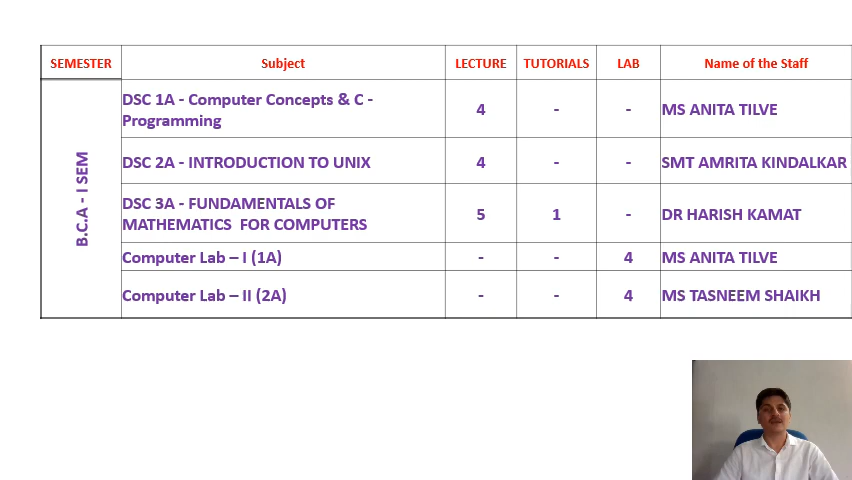 SEMESTER Subject LECTURE TUTORIALS LAB Name of the Staff
B.C.A - I SEM
DSC 1A - Computer Concepts & C -
Programming
4 - - MS ANITA TILVE
DSC 2A - INTRODUCTION TO UNIX 4 - - SMT AMRITA KINDALKAR
DSC 3A - FUNDAMENTALS OF
MATHEMATICS FOR COMPUTERS
5 1 - DR HARISH KAMAT
Computer Lab – I (1A) - - 4 MS ANITA TILVE
Computer Lab – II (2A) - - 4 MS TASNEEM SHAIKH